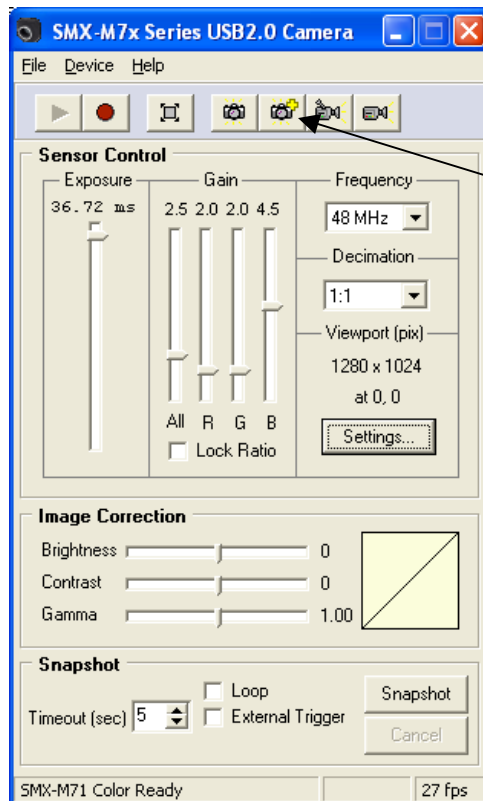 SMX-M7x Series USB2.0 Camera
File Device Help
Sensor Control
Exposure
36.72 ms
Gain
2.5 2.0 2.0 4.5
All R G B
Lock Ratio
Frequency
48 MHz
Decimation
1:1
Viewport (pix)
1280 x 1024
at 0, 0
Settings...
Image Correction
Brightness 0
Contrast 0
Gamma 1.00
Snapshot
Timeout (sec) 5
Loop
External Trigger
Snapshot
Cancel
SMX-M71 Color Ready 27 fps